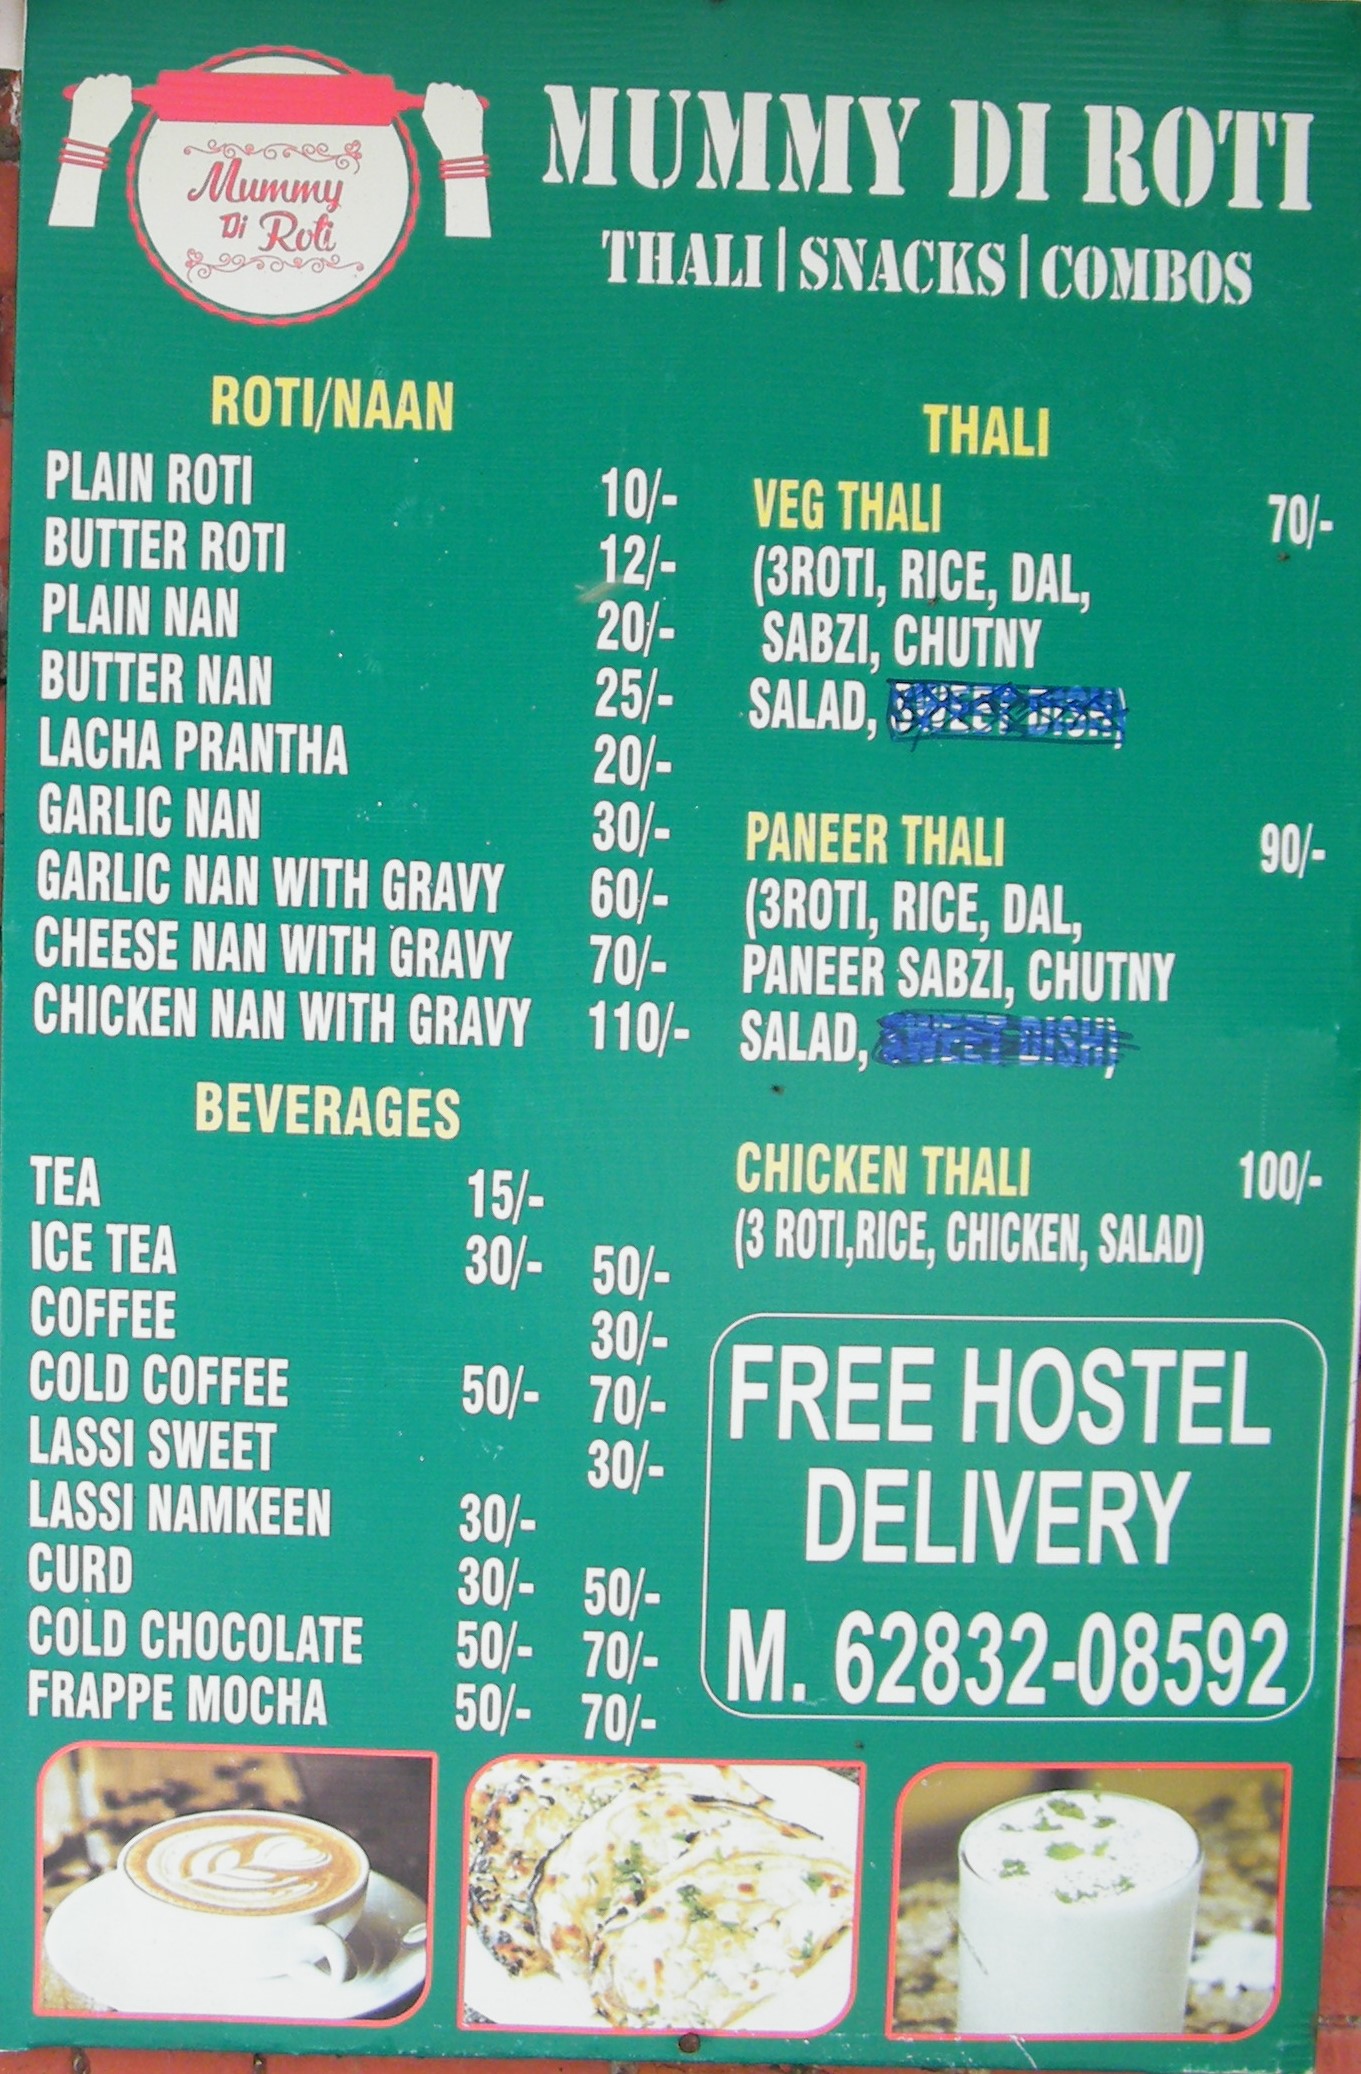 Mummy
Di Roti
MUMMY DI ROTI
THALI | SNACKS | COMBOS
ROTI/NAAN
PLAIN ROTI 10/-
BUTTER ROTI 12/-
PLAIN NAN 20/-
BUTTER NAN 25/-
LACHA PRANTHA 20/-
GARLIC NAN 30/-
GARLIC NAN WITH GRAVY 60/-
CHEESE NAN WITH GRAVY 70/-
CHICKEN NAN WITH GRAVY 110/-
BEVERAGES
TEA 15/-
ICE TEA 30/- 50/-
COFFEE 30/-
COLD COFFEE 50/- 70/-
LASSI SWEET 30/-
LASSI NAMKEEN 30/-
CURD 30/- 50/-
COLD CHOCOLATE 50/- 70/-
FRAPPE MOCHA 50/- 70/-
THALI
VEG THALI 70/-
(3ROTI, RICE, DAL,
SABZI, CHUTNY
SALAD,
PANEER THALI 90/-
(3ROTI, RICE, DAL,
PANEER SABZI, CHUTNY
SALAD,
CHICKEN THALI 100/-
(3 ROTI,RICE, CHICKEN, SALAD)
FREE HOSTEL
DELIVERY
M. 62832-08592